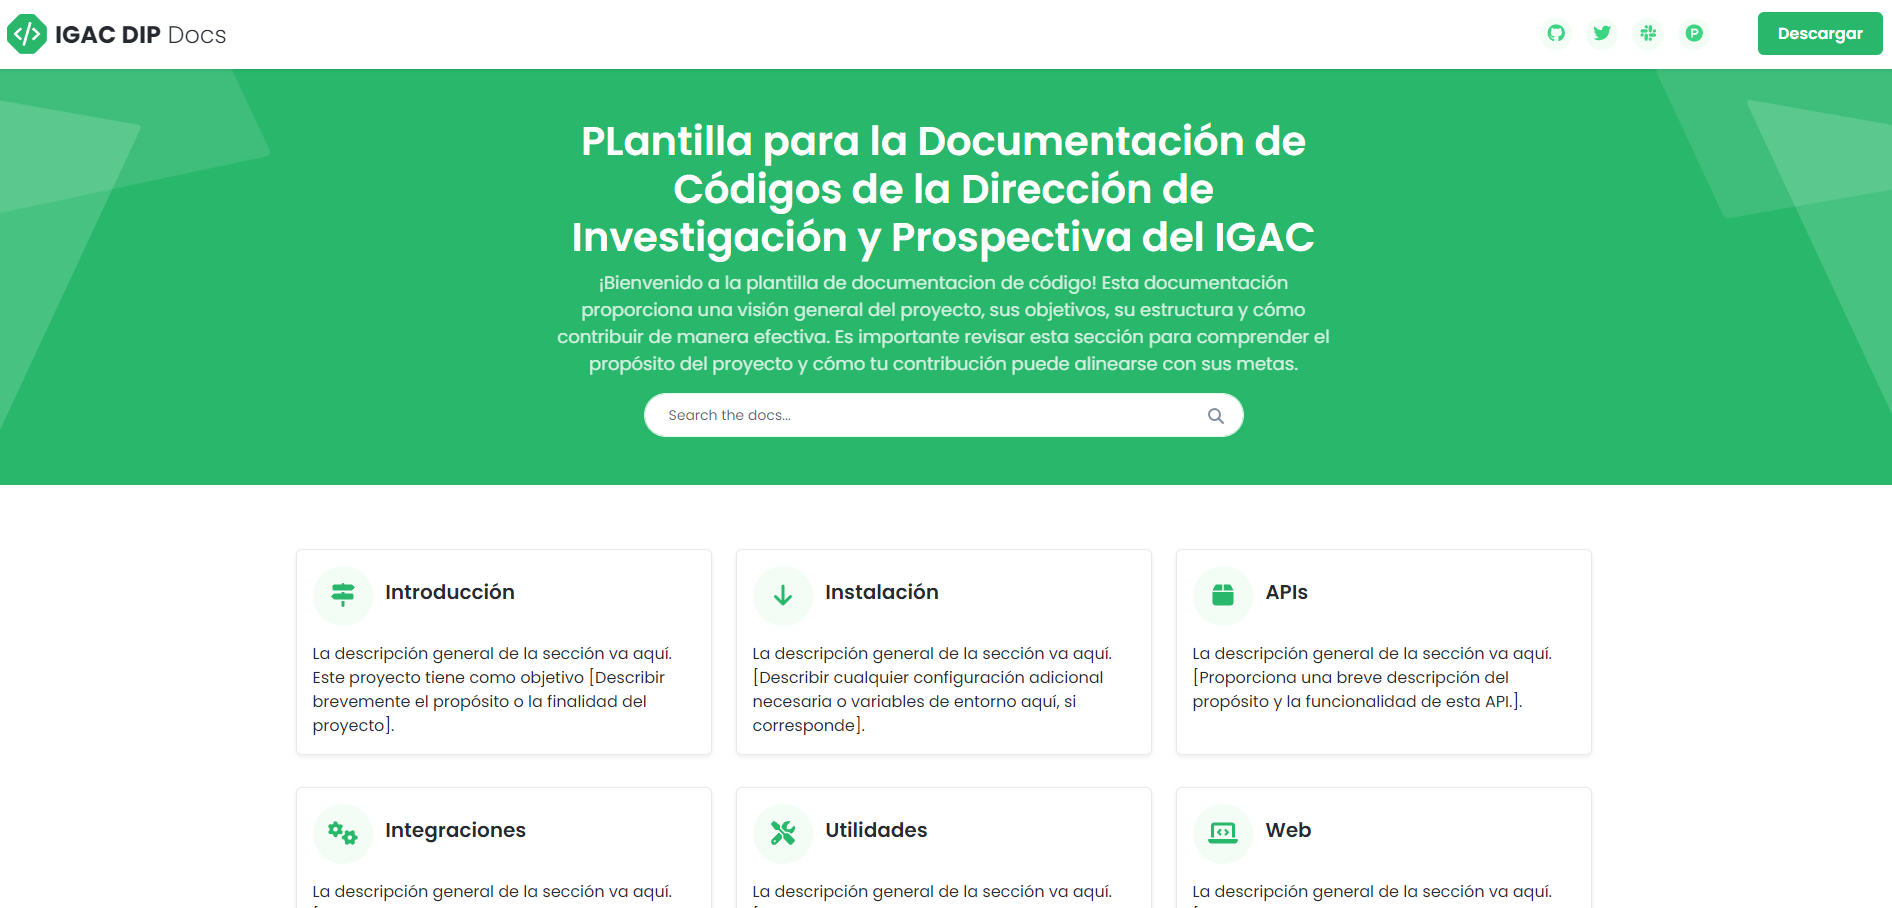 IGAC DIP Docs
Descargar
PLantilla para la Documentación de
Códigos de la Dirección de
Investigación y Prospectiva del IGAC
¡Bienvenido a la plantilla de documentacion de código! Esta documentación
proporciona una visión general del proyecto, sus objetivos, su estructura y cómo
contribuir de manera efectiva. Es importante revisar esta sección para comprender el
propósito del proyecto y cómo tu contribución puede alinearse con sus metas.
Search the docs...
Introducción
La descripción general de la sección va aquí.
Este proyecto tiene como objetivo [Describir
brevemente el propósito o la finalidad del
proyecto].
Instalación
La descripción general de la sección va aquí.
[Describir cualquier configuración adicional
necesaria o variables de entorno aquí, si
corresponde].
APIs
La descripción general de la sección va aquí.
[Proporciona una breve descripción del
propósito y la funcionalidad de esta API.].
Integraciones
La descripción general de la sección va aquí.
Utilidades
La descripción general de la sección va aquí.
Web
La descripción general de la sección va aquí.